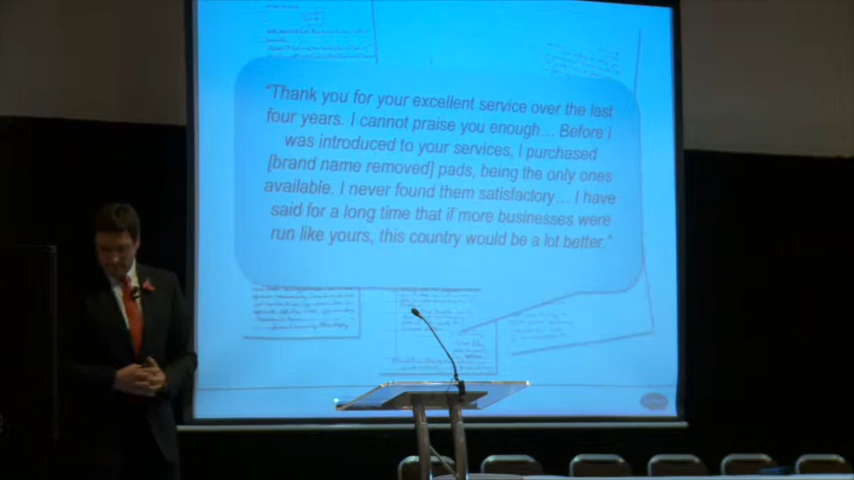 "Thank you for your excellent service over the last
four years. I cannot praise you enough... Before I
was introduced to your services, I purchased
[brand name removed] pads, being the only ones
available. I never found them satisfactory... I have
said for a long time that if more businesses were
run like yours, this country would be a lot better."